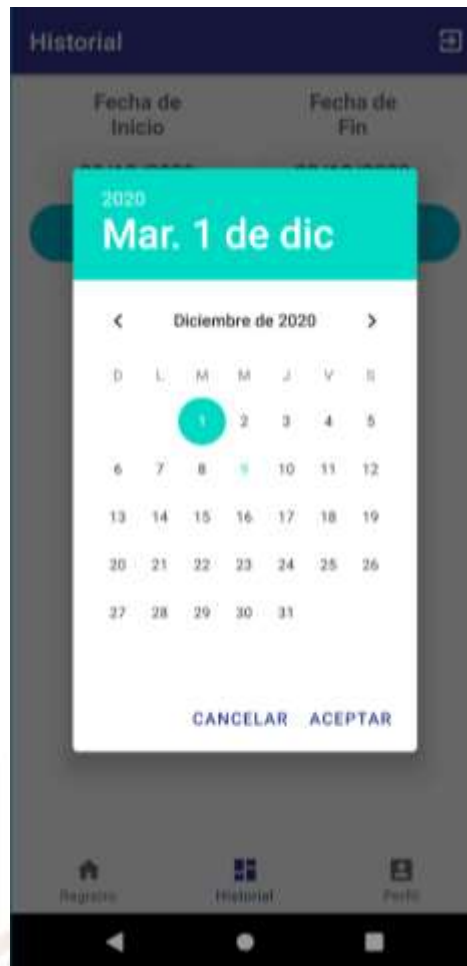 Historial
Fecha de Inicio
Fecha de Fin
2020
Mar. 1 de dic
Diciembre de 2020
D L M M J V S
1 2 3 4 5
6 7 8 9 10 11 12
13 14 15 16 17 18 19
20 21 22 23 24 25 26
27 28 29 30 31
CANCELAR ACEPTAR
Registro Historial Perfil